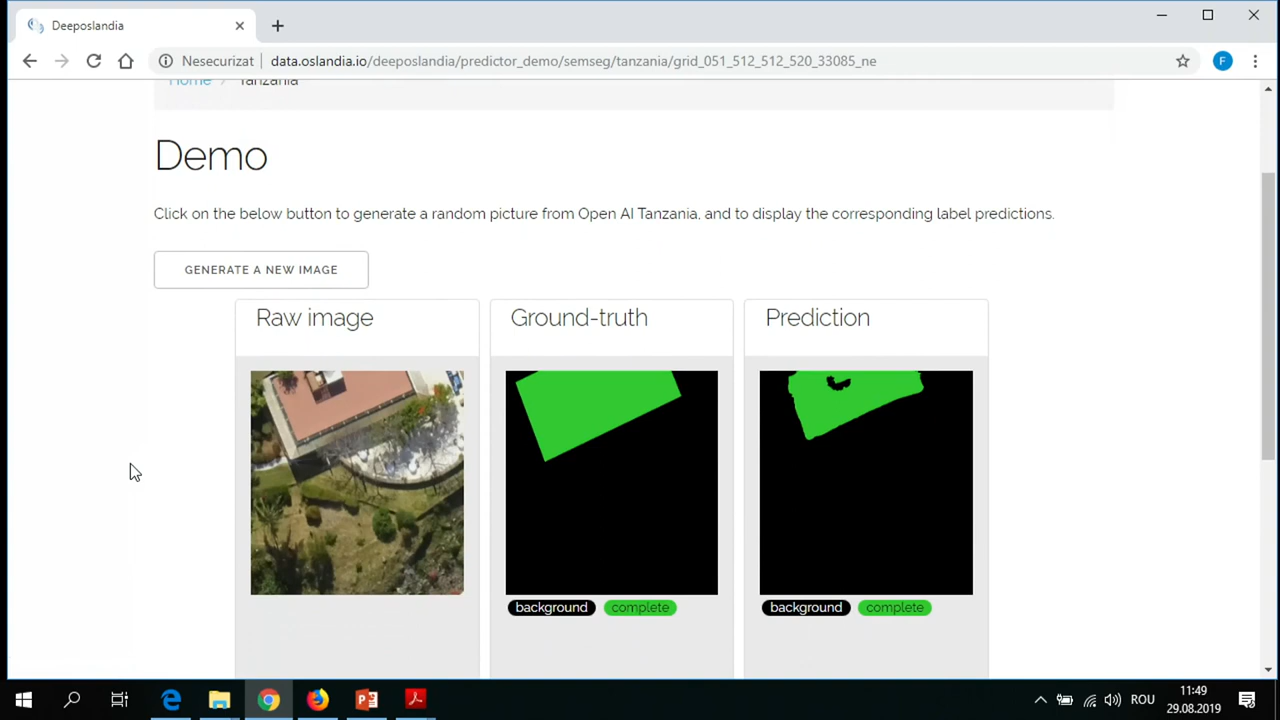 Deeposlandia
Nesecurizat
data.oslandia.io/deeposlandia/predictor_demo/semseg/tanzania/grid_051_512_512_520_33085_ne
F
Home / Tanzania
Demo
Click on the below button to generate a random picture from Open AI Tanzania, and to display the corresponding label predictions.
GENERATE A NEW IMAGE
Raw image
Ground-truth
Prediction
background complete
background complete
ROU
11:49
29.08.2019